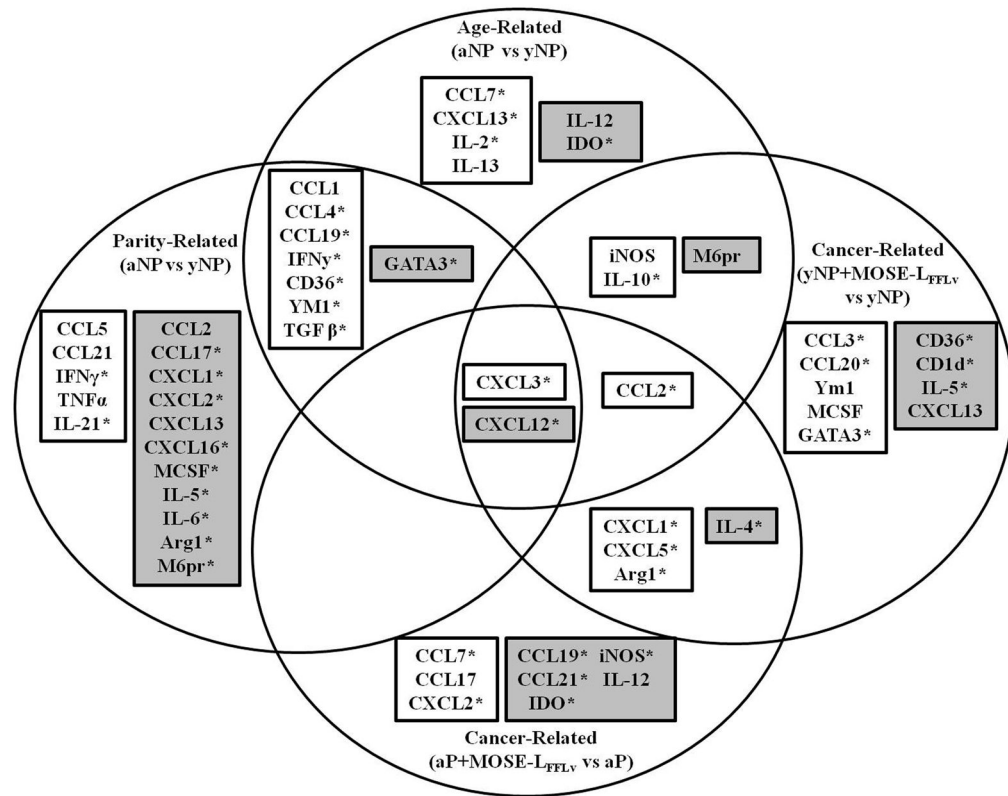 Age-Related
(aNP vs yNP)
CCL7*
CXCL13*
IL-2*
IL-13
IL-12
IDO*
Parity-Related
(aNP vs yNP)
CCL1
CCL4*
CCL19*
IFNy*
CD36*
YM1*
TGF β*
GATA3*
iNOS
IL-10*
M6pr
Cancer-Related
(yNP+MOSE-LFFLv
vs yNP)
CCL5
CCL21
IFNγ*
TNFα
IL-21*
CCL2
CCL17*
CXCL1*
CXCL2*
CXCL13
CXCL16*
MCSF*
IL-5*
IL-6*
Arg1*
M6pr*
CXCL3*
CXCL12*
CCL2*
CCL3*
CCL20*
Ym1
MCSF
GATA3*
CD36*
CD1d*
IL-5*
CXCL13
CXCL1*
CXCL5*
Arg1*
IL-4*
CCL7*
CCL17
CXCL2*
CCL19* iNOS*
CCL21* IL-12
IDO*
Cancer-Related
(aP+MOSE-LFFLv vs aP)